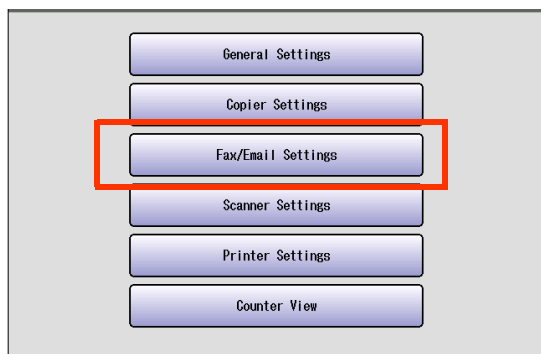 General Settings
Copier Settings
Fax/Email Settings
Scanner Settings
Printer Settings
Counter View